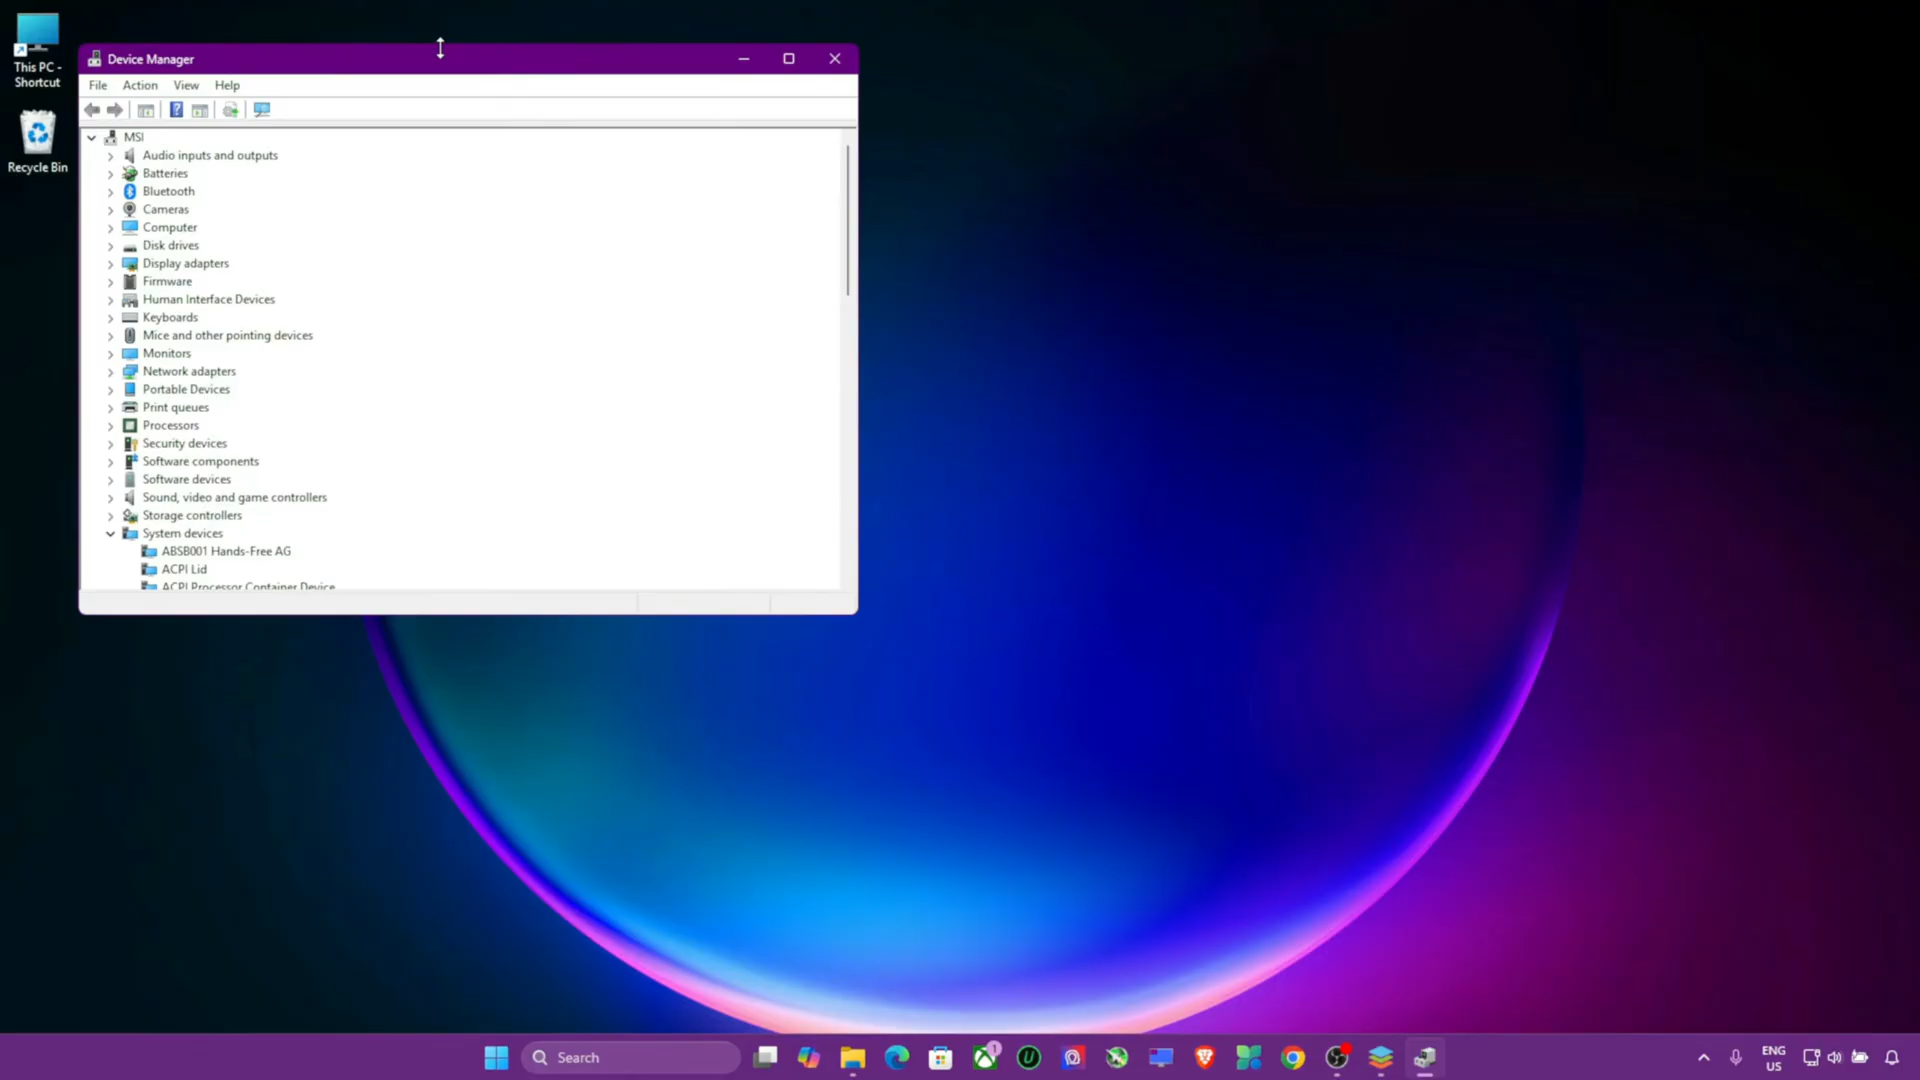 This PC -
Shortcut
Recycle Bin
Device Manager
File Action View Help
MSI
Audio inputs and outputs
Batteries
Bluetooth
Cameras
Computer
Disk drives
Display adapters
Firmware
Human Interface Devices
Keyboards
Mice and other pointing devices
Monitors
Network adapters
Portable Devices
Print queues
Processors
Security devices
Software components
Software devices
Sound, video and game controllers
Storage controllers
System devices
ABSB001 Hands-Free AG
ACPI Lid
ACPI Processor Container Device
Search
1
ENG
US